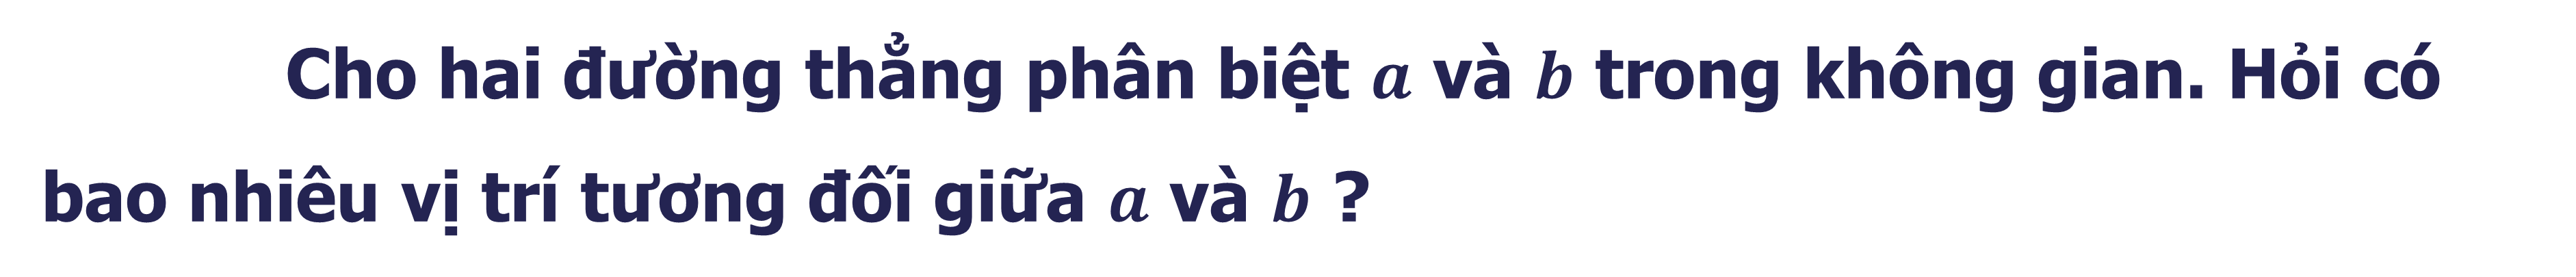 Cho hai đường thẳng phân biệt a và b trong không gian. Hỏi có
bao nhiêu vị trí tương đối giữa a và b ?